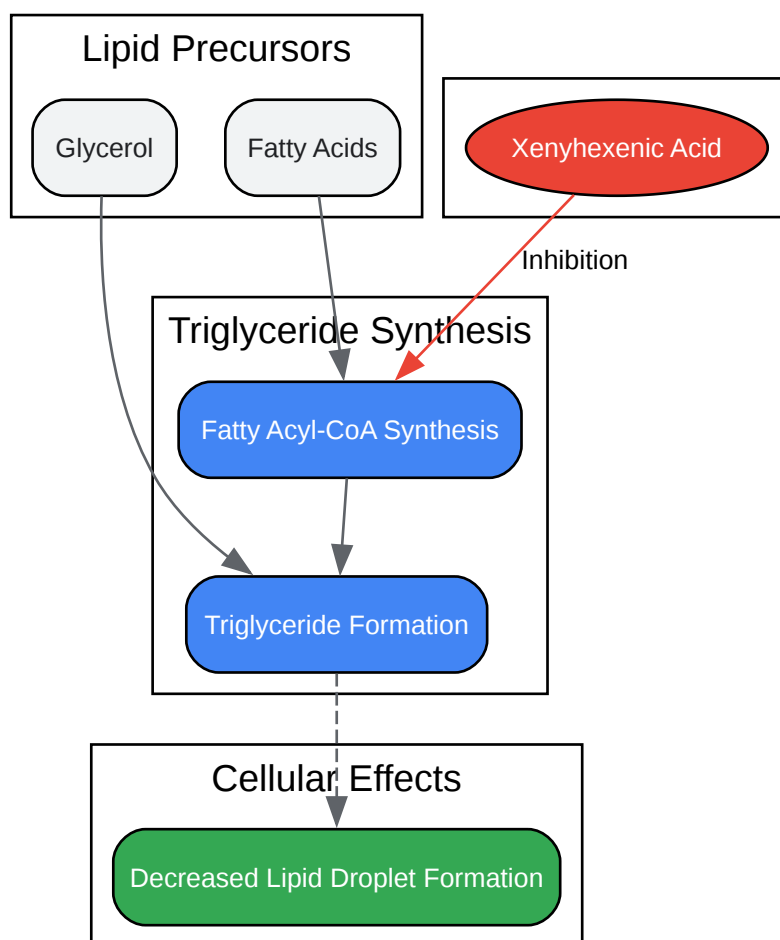 Lipid Precursors
Glycerol
Fatty Acids
Xenyhexenic Acid
Inhibition
Triglyceride Synthesis
Fatty Acyl-CoA Synthesis
Triglyceride Formation
Cellular Effects
Decreased Lipid Droplet Formation